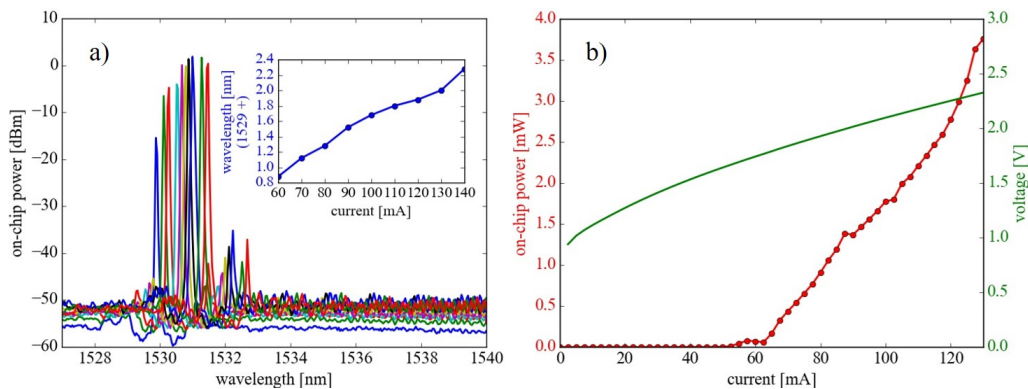 a)
on-chip power [dBm]
10
0
−10
−20
−30
−40
−50
−60
1528 1530 1532 1534 1536 1538 1540
wavelength [nm]
wavelength [nm]
(1529 +)
2.4
2.2
2.0
1.8
1.6
1.4
1.2
1.0
0.8
60 70 80 90 100 110 120 130 140
current [mA]
b)
on-chip power [mW]
4.0
3.5
3.0
2.5
2.0
1.5
1.0
0.5
0.0
0 20 40 60 80 100 120
current [mA]
3.0
2.5
2.0
1.5
1.0
0.5
0.0
voltage [V]